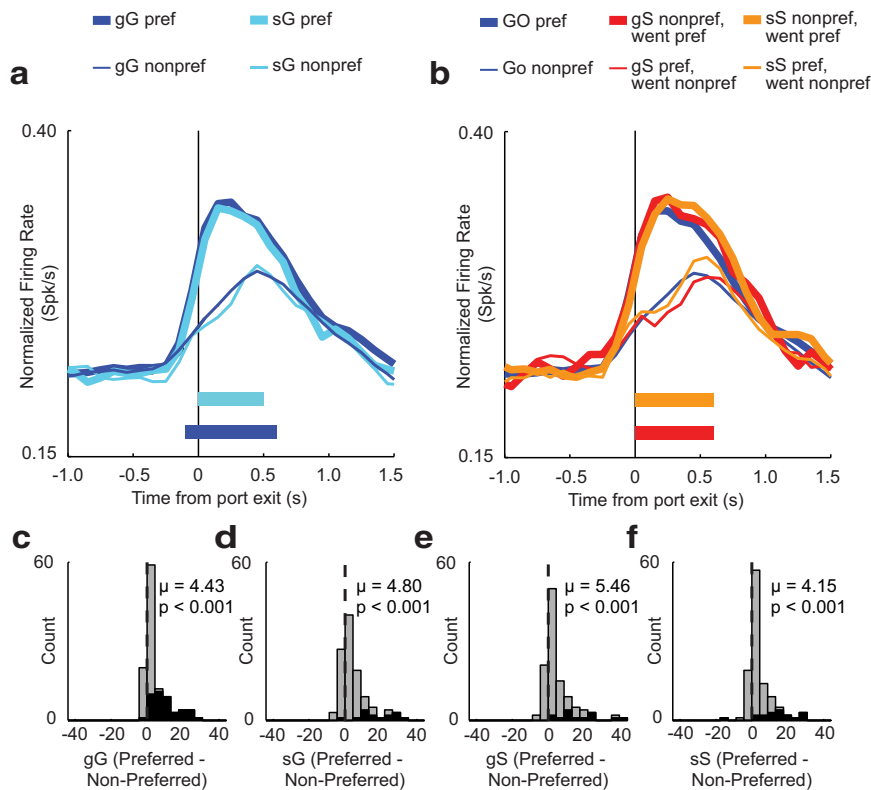 gG pref
sG pref
gG nonpref
sG nonpref
GO pref
gS nonpref,
went pref
sS nonpref,
went pref
Go nonpref
gS pref,
went nonpref
sS pref,
went nonpref
a
0.40
0.15
Normalized Firing Rate
(Spk/s)
-1.0
-0.5
0
0.5
1.0
1.5
Time from port exit (s)
b
0.40
0.15
Normalized Firing Rate
(Spk/s)
-1.0
-0.5
0
0.5
1.0
1.5
Time from port exit (s)
c
60
0
Count
μ = 4.43
p < 0.001
-40
-20
0
20
40
gG (Preferred -
Non-Preferred)
d
60
0
Count
μ = 4.80
p < 0.001
-40
-20
0
20
40
sG (Preferred -
Non-Preferred)
e
60
0
Count
μ = 5.46
p < 0.001
-40
-20
0
20
40
gS (Preferred -
Non-Preferred)
f
60
0
Count
μ = 4.15
p < 0.001
-40
-20
0
20
40
sS (Preferred -
Non-Preferred)